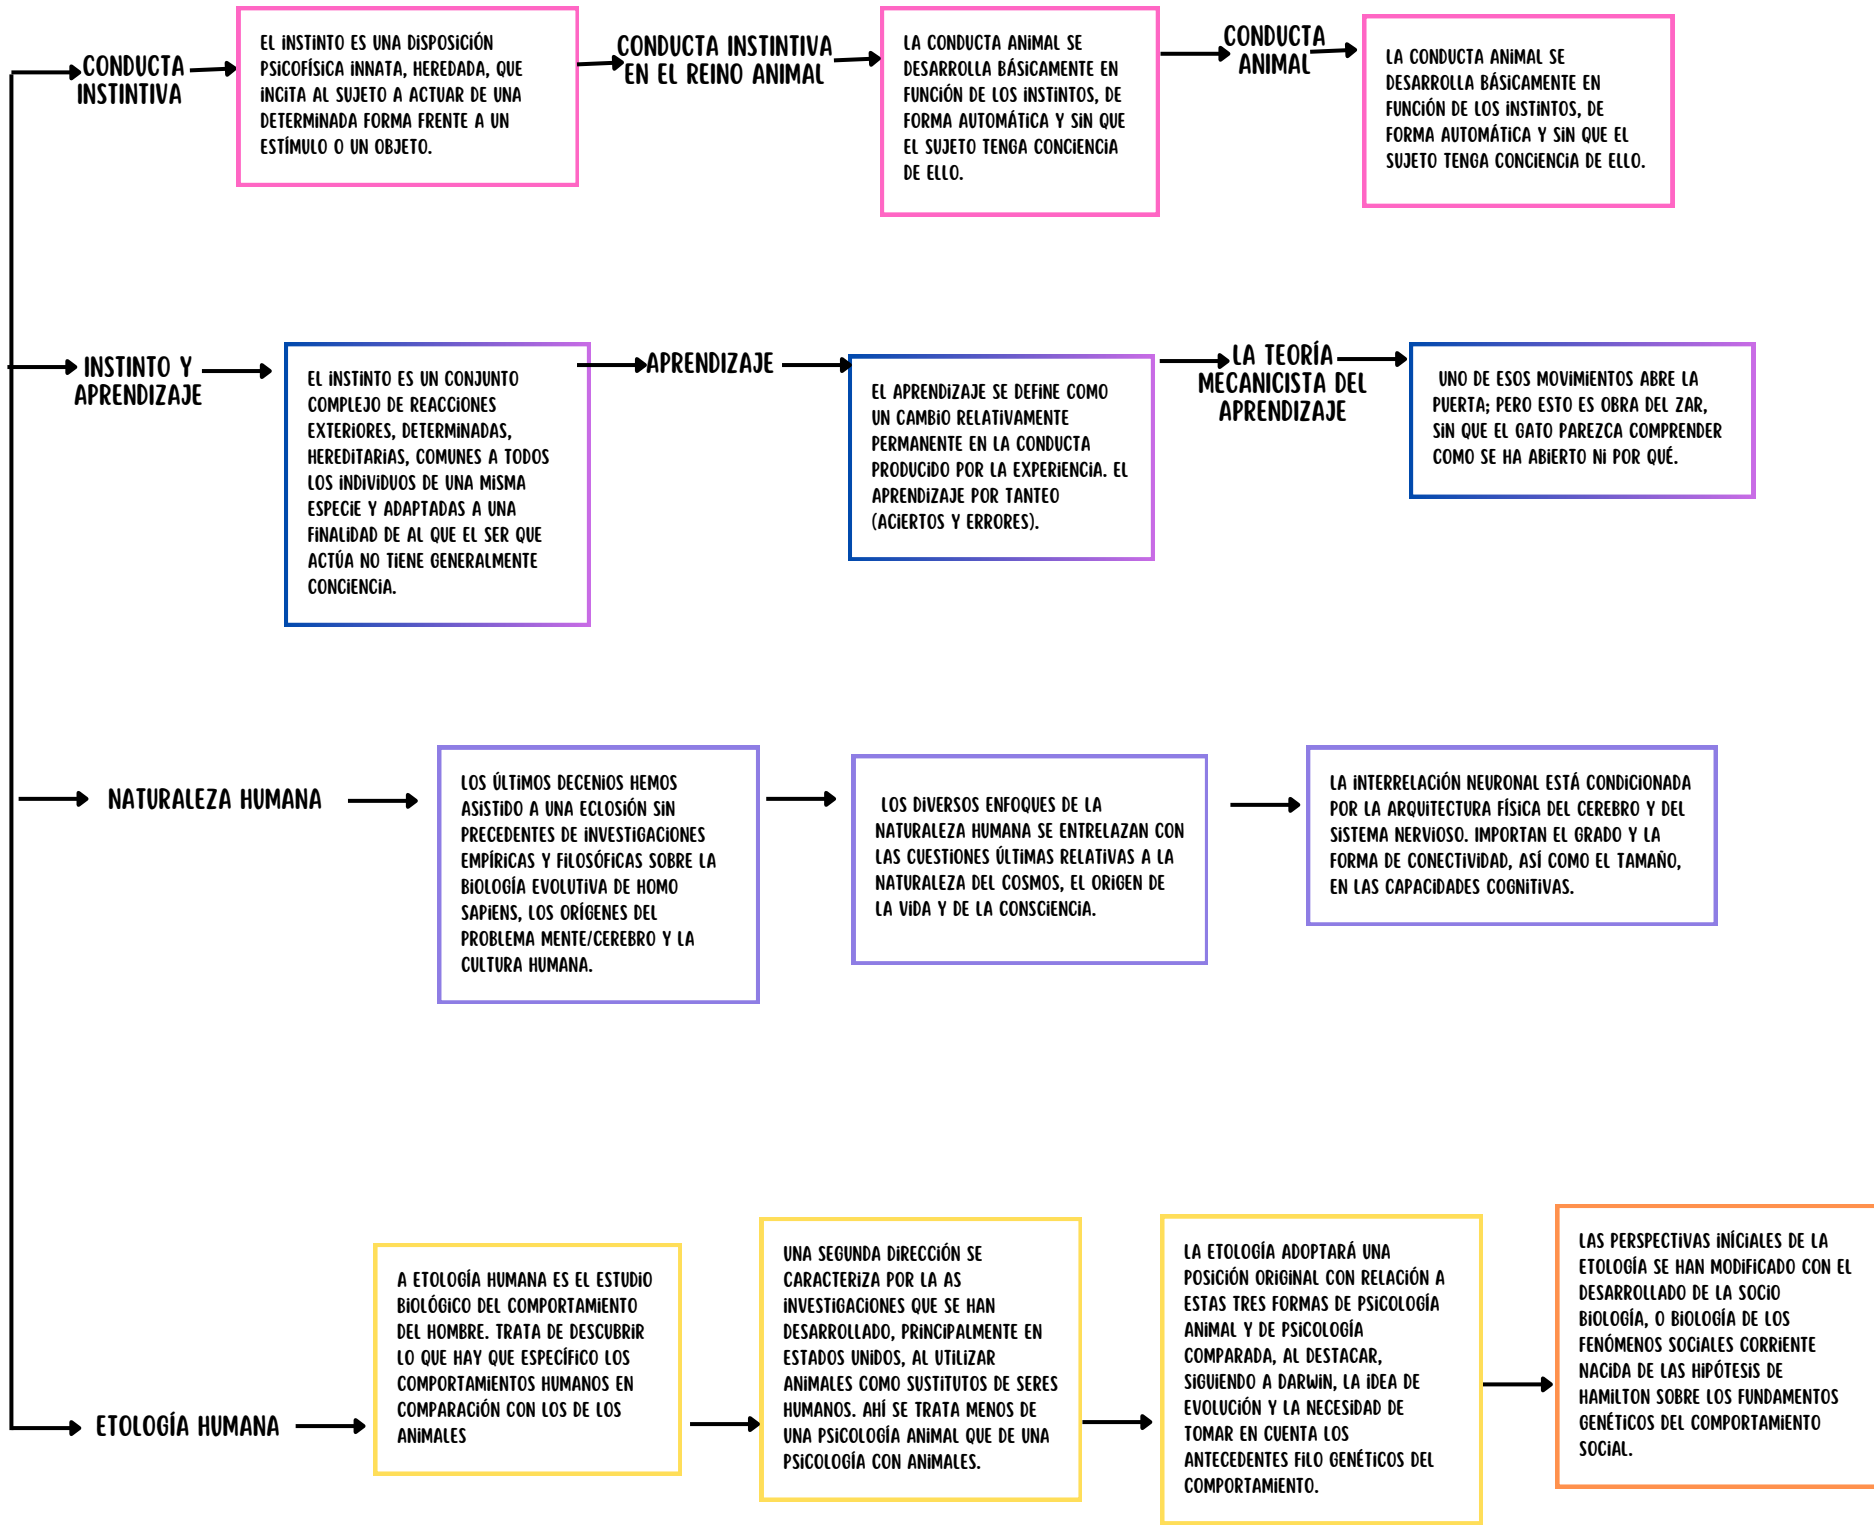 CONDUCTA
INSTINTIVA
EL INSTINTO ES UNA DISPOSICIÓN
PSICOFÍSICA INNATA, HEREDADA, QUE
INCITA AL SUJETO A ACTUAR DE UNA
DETERMINADA FORMA FRENTE A UN
ESTÍMULO O UN OBJETO.
CONDUCTA INSTINTIVA
EN EL REINO ANIMAL
LA CONDUCTA ANIMAL SE
DESARROLLA BÁSICAMENTE EN
FUNCIÓN DE LOS INSTINTOS, DE
FORMA AUTOMÁTICA Y SIN QUE
EL SUJETO TENGA CONCIENCIA
DE ELLO.
CONDUCTA
ANIMAL
LA CONDUCTA ANIMAL SE
DESARROLLA BÁSICAMENTE EN
FUNCIÓN DE LOS INSTINTOS, DE
FORMA AUTOMÁTICA Y SIN QUE EL
SUJETO TENGA CONCIENCIA DE ELLO.
INSTINTO Y
APRENDIZAJE
EL INSTINTO ES UN CONJUNTO
COMPLEJO DE REACCIONES
EXTERIORES, DETERMINADAS,
HEREDITARIAS, COMUNES A TODOS
LOS INDIVIDUOS DE UNA MISMA
ESPECIE Y ADAPTADAS A UNA
FINALIDAD DE AL QUE EL SER QUE
ACTÚA NO TIENE GENERALMENTE
CONCIENCIA.
APRENDIZAJE
EL APRENDIZAJE SE DEFINE COMO
UN CAMBIO RELATIVAMENTE
PERMANENTE EN LA CONDUCTA
PRODUCIDO POR LA EXPERIENCIA. EL
APRENDIZAJE POR TANTEO
(ACIERTOS Y ERRORES).
LA TEORÍA
MECANICISTA DEL
APRENDIZAJE
UNO DE ESOS MOVIMIENTOS ABRE LA
PUERTA; PERO ESTO ES OBRA DEL ZAR,
SIN QUE EL GATO PAREZCA COMPRENDER
COMO SE HA ABIERTO NI POR QUÉ.
NATURALEZA HUMANA
LOS ÚLTIMOS DECENIOS HEMOS
ASISTIDO A UNA ECLOSIÓN SIN
PRECEDENTES DE INVESTIGACIONES
EMPÍRICAS Y FILOSÓFICAS SOBRE LA
BIOLOGÍA EVOLUTIVA DE HOMO
SAPIENS, LOS ORÍGENES DEL
PROBLEMA MENTE/CEREBRO Y LA
CULTURA HUMANA.
LOS DIVERSOS ENFOQUES DE LA
NATURALEZA HUMANA SE ENTRELAZAN CON
LAS CUESTIONES ÚLTIMAS RELATIVAS A LA
NATURALEZA DEL COSMOS, EL ORIGEN DE
LA VIDA Y DE LA CONSCIENCIA.
LA INTERRELACIÓN NEURONAL ESTÁ CONDICIONADA
POR LA ARQUITECTURA FÍSICA DEL CEREBRO Y DEL
SISTEMA NERVIOSO. IMPORTAN EL GRADO Y LA
FORMA DE CONECTIVIDAD, ASÍ COMO EL TAMAÑO,
EN LAS CAPACIDADES COGNITIVAS.
ETOLOGÍA HUMANA
A ETOLOGÍA HUMANA ES EL ESTUDIO
BIOLÓGICO DEL COMPORTAMIENTO
DEL HOMBRE. TRATA DE DESCUBRIR
LO QUE HAY QUE ESPECÍFICO LOS
COMPORTAMIENTOS HUMANOS EN
COMPARACIÓN CON LOS DE LOS
ANIMALES
UNA SEGUNDA DIRECCIÓN SE
CARACTERIZA POR LA AS
INVESTIGACIONES QUE SE HAN
DESARROLLADO, PRINCIPALMENTE EN
ESTADOS UNIDOS, AL UTILIZAR
ANIMALES COMO SUSTITUTOS DE SERES
HUMANOS. AHÍ SE TRATA MENOS DE
UNA PSICOLOGÍA ANIMAL QUE DE UNA
PSICOLOGÍA CON ANIMALES.
LA ETOLOGÍA ADOPTARÁ UNA
POSICIÓN ORIGINAL CON RELACIÓN A
ESTAS TRES FORMAS DE PSICOLOGÍA
ANIMAL Y DE PSICOLOGÍA
COMPARADA, AL DESTACAR,
SIGUIENDO A DARWIN, LA IDEA DE
EVOLUCIÓN Y LA NECESIDAD DE
TOMAR EN CUENTA LOS
ANTECEDENTES FILO GENÉTICOS DEL
COMPORTAMIENTO.
LAS PERSPECTIVAS INÍCIALES DE LA
ETOLOGÍA SE HAN MODIFICADO CON EL
DESARROLLADO DE LA SOCIO
BIOLOGÍA, O BIOLOGÍA DE LOS
FENÓMENOS SOCIALES CORRIENTE
NACIDA DE LAS HIPÓTESIS DE
HAMILTON SOBRE LOS FUNDAMENTOS
GENÉTICOS DEL COMPORTAMIENTO
SOCIAL.